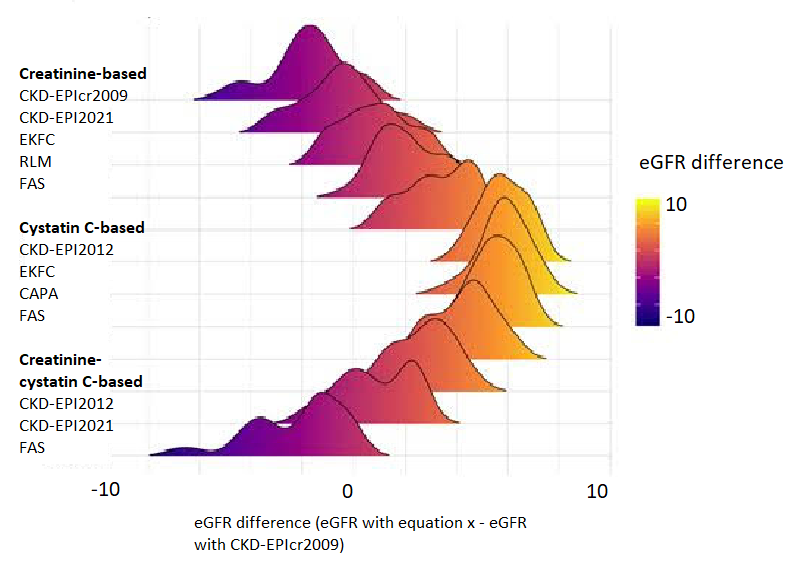 Creatinine-based
CKD-EPIcr2009
CKD-EPI2021
EKFC
RLM
FAS
Cystatin C-based
CKD-EPI2012
EKFC
CAPA
FAS
Creatinine-
cystatin C-based
CKD-EPI2012
CKD-EPI2021
FAS
eGFR difference
10
-10
-10
0
10
eGFR difference (eGFR with equation x - eGFR
with CKD-EPIcr2009)